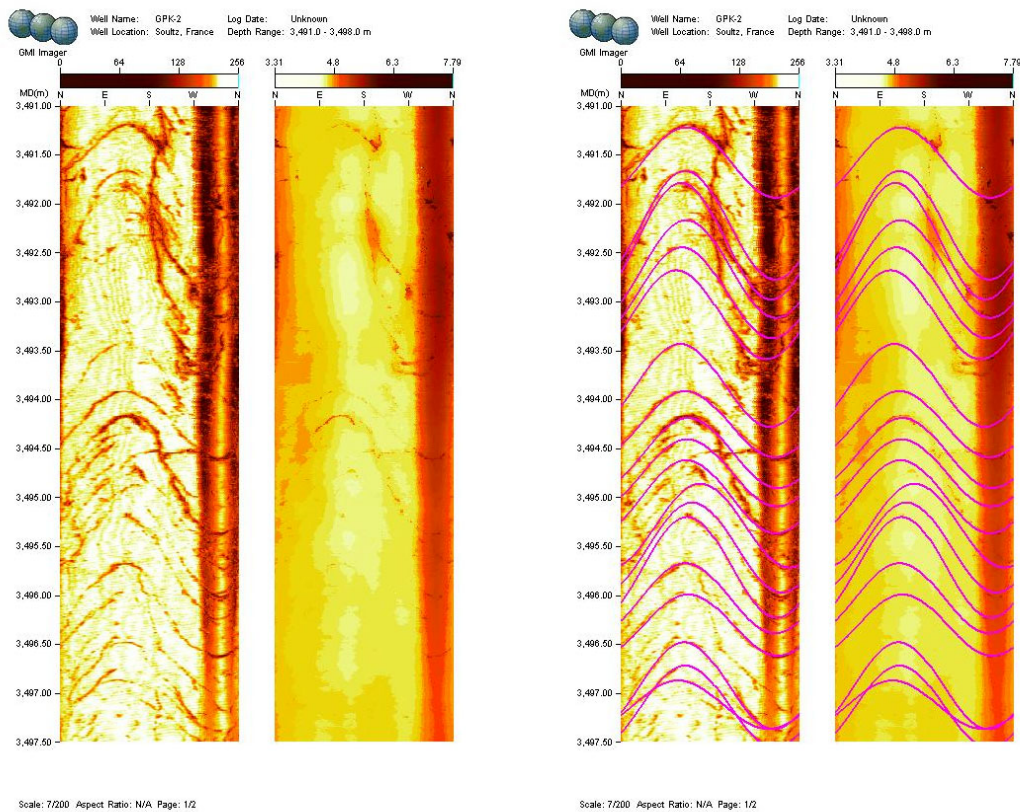 Well Name: GPK-2 Log Date: Unknown
Well Location: Soultz, France Depth Range: 3,491.0 - 3,498.0 m
GMI Imager
0 64 128 256
3.31 4.8 6.3 7.79
MD(m)
N E S W N
N E S W N
3,491.00
3,491.50
3,492.00
3,492.50
3,493.00
3,493.50
3,494.00
3,494.50
3,495.00
3,495.50
3,496.00
3,496.50
3,497.00
3,497.50
Scale: 7/200 Aspect Ratio: N/A Page: 1/2
Well Name: GPK-2 Log Date: Unknown
Well Location: Soultz, France Depth Range: 3,491.0 - 3,498.0 m
GMI Imager
0 64 128 256
3.31 4.8 6.3 7.79
MD(m)
N E S W N
N E S W N
3,491.00
3,491.50
3,492.00
3,492.50
3,493.00
3,493.50
3,494.00
3,494.50
3,495.00
3,495.50
3,496.00
3,496.50
3,497.00
3,497.50
Scale: 7/200 Aspect Ratio: N/A Page: 1/2